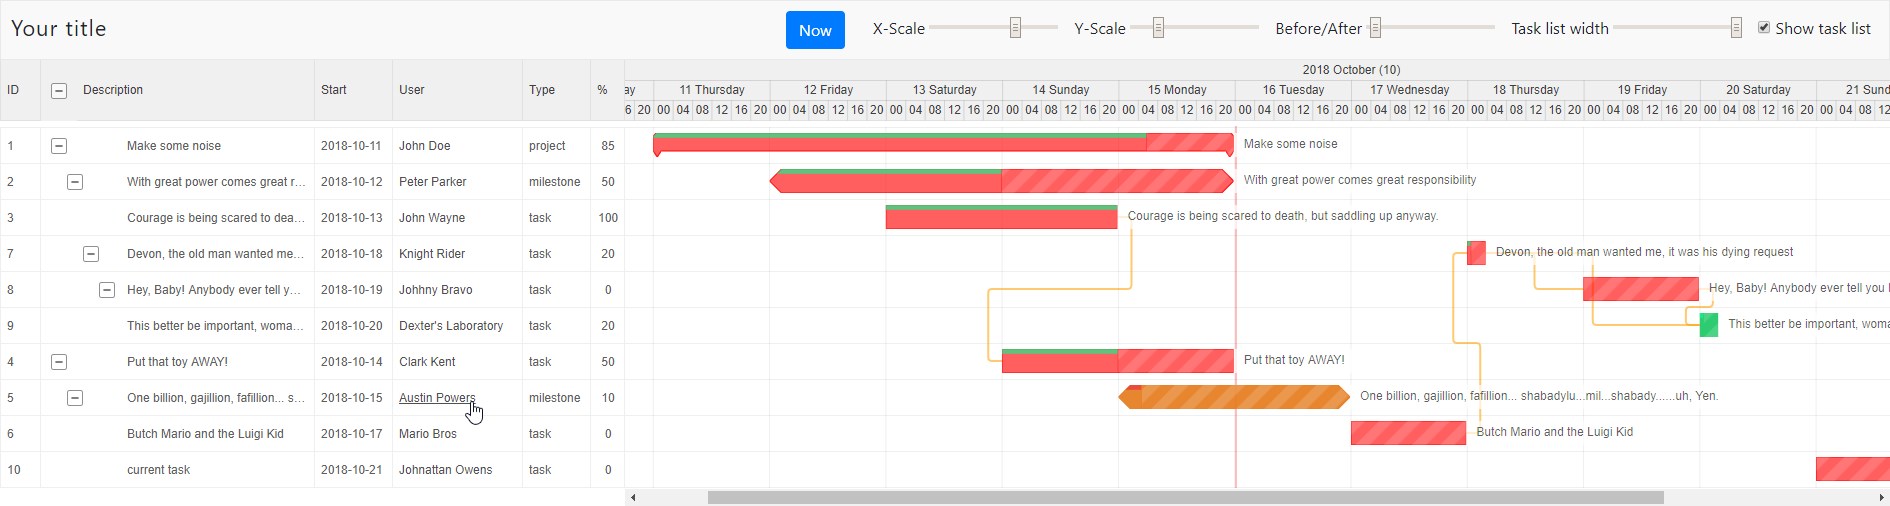 Your title
Now X-Scale Y-Scale Before/After Task list width Show task list
ID Description Start User Type %
2018 October (10)
ay 11 Thursday 12 Friday 13 Saturday 14 Sunday 15 Monday 16 Tuesday 17 Wednesday 18 Thursday 19 Friday 20 Saturday 21 Sund
6 20 00 04 08 12 16 20 00 04 08 12 16 20 00 04 08 12 16 20 00 04 08 12 16 20 00 04 08 12 16 20 00 04 08 12 16 20 00 04 08 12 16 20 00 04 08 12 16 20 00 04 08 12 16 20 00 04 08 12 16 20 00 04 08 12
1 Make some noise 2018-10-11 John Doe project 85 Make some noise
2 With great power comes great r... 2018-10-12 Peter Parker milestone 50 With great power comes great responsibility
3 Courage is being scared to dea... 2018-10-13 John Wayne task 100 Courage is being scared to death, but saddling up anyway.
7 Devon, the old man wanted me... 2018-10-18 Knight Rider task 20 Devon, the old man wanted me, it was his dying request
8 Hey, Baby! Anybody ever tell y... 2018-10-19 Johhny Bravo task 0 Hey, Baby! Anybody ever tell you I
9 This better be important, woma... 2018-10-20 Dexter's Laboratory task 20 This better be important, woma
4 Put that toy AWAY! 2018-10-14 Clark Kent task 50 Put that toy AWAY!
5 One billion, gajillion, fafillion... s... 2018-10-15 Austin Powers milestone 10 One billion, gajillion, fafillion... shabadylu...mil...shabady......uh, Yen.
6 Butch Mario and the Luigi Kid 2018-10-17 Mario Bros task 0 Butch Mario and the Luigi Kid
10 current task 2018-10-21 Johnattan Owens task 0